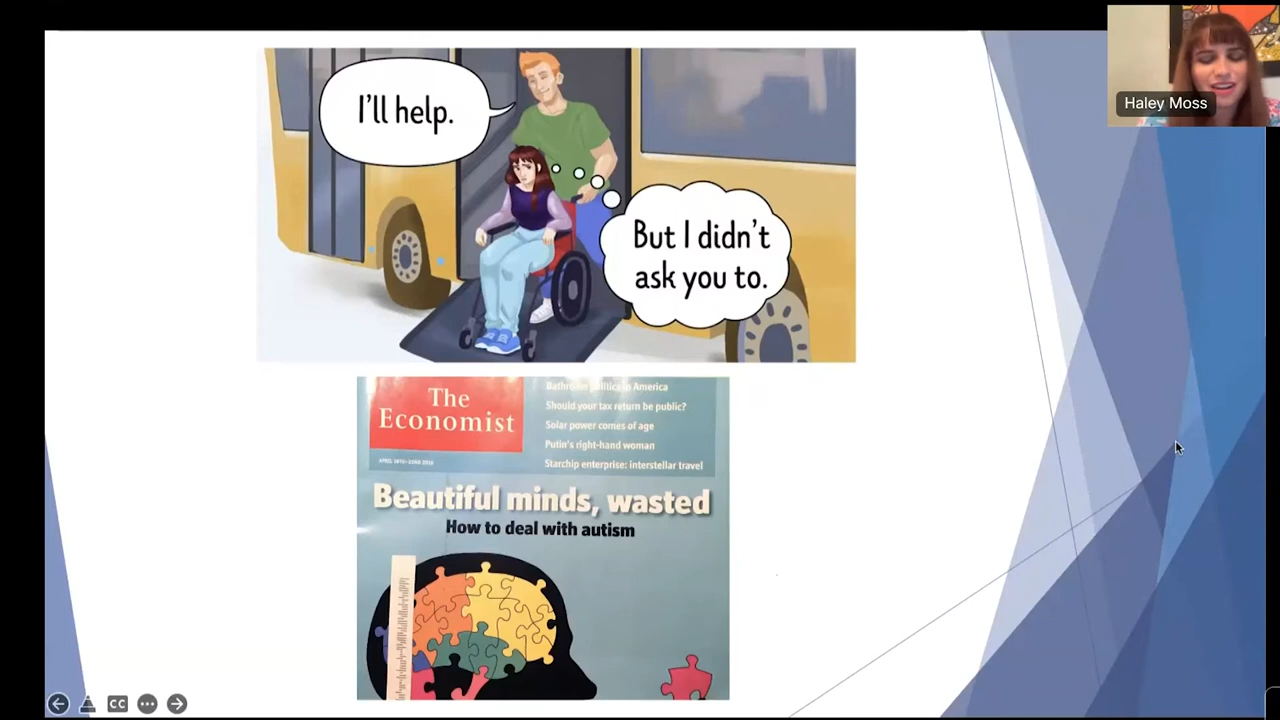 Haley Moss
I'll help.
But I didn't
ask you to.
The
Economist
Bathroom politics in America
Should your tax return be public?
Solar power comes of age
Putin's right-hand woman
Starchip enterprise: interstellar travel
Beautiful minds, wasted
How to deal with autism
CC